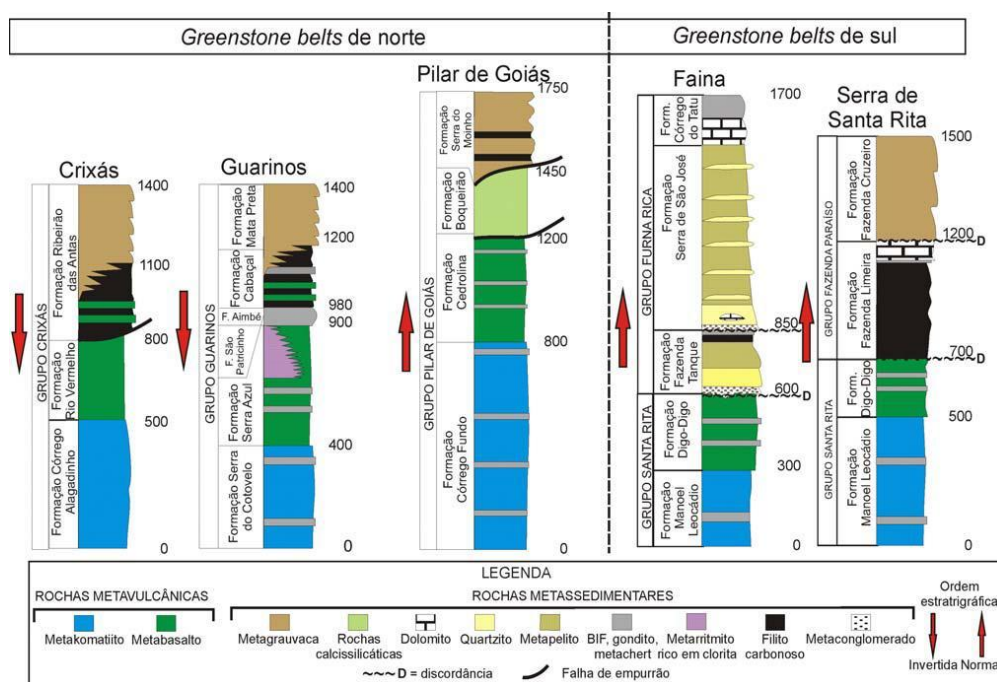 Greenstone belts de norte
Greenstone belts de sul
Crixás
1400
1100
800
500
0
GRUPO CRIXÁS
Formação Ribeirão
das Antas
Formação
Rio Vermelho
Formação Córrego
Alagadinho
Guarinos
1400
1200
980
900
400
0
GRUPO GUARINOS
Formação
Mata Preta
Formação
Cabaçal
F. Aimbé
F. São
Patricinho
Formação
Serra Azul
Formação Serra
do Cotovelo
Pilar de Goiás
1750
1450
1200
800
0
GRUPO PILAR DE GOIÁS
Formação
Serra do
Moinho
Formação
Boqueirão
Formação
Cedrolina
Formação
Córrego Fundo
Faina
1700
850
D
600
D
300
0
GRUPO FURNA RICA
GRUPO SANTA RITA
Form.
Córrego
do Tatu
Formação
Serra de São José
Formação
Fazenda
Tanque
Formação
Digo-Digo
Formação
Manoel
Leocádio
Serra de
Santa Rita
1500
1200
D
700
D
500
0
GRUPO FAZENDA PARAÍSO
GRUPO SANTA RITA
Formação
Fazenda Cruzeiro
Formação
Fazenda Limeira
Form.
Digo-Digo
Formação
Manoel Leocádio
LEGENDA
ROCHAS METAVULCÂNICAS
ROCHAS METASSEDIMENTARES
Metakomatiito
Metabasalto
Metagrauvaca
Rochas
calcissilicáticas
Dolomito
Quartzito
Metapelito
BIF, gondito,
metachert
Metarritmito
rico em clorita
Filito
carbonoso
Metaconglomerado
Ordem
estratigráfica
Invertida Normal
D = discordância
Falha de empurrão